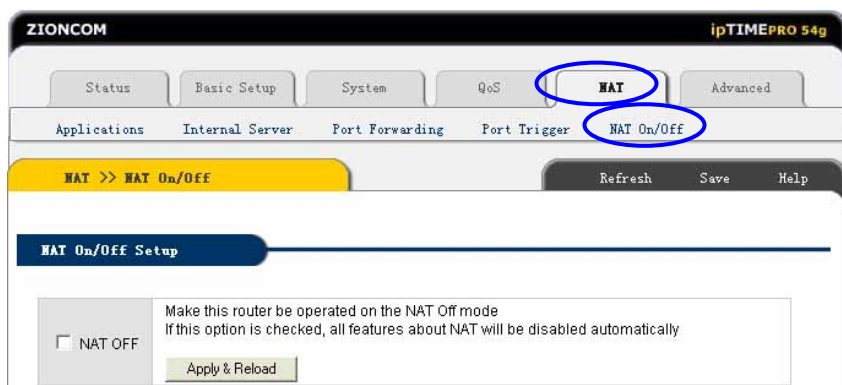 ZIONCOM ipTIMEPRO 54g
Status Basic Setup System QoS NAT Advanced
Applications Internal Server Port Forwarding Port Trigger NAT On/Off
NAT >> NAT On/Off Refresh Save Help
NAT On/Off Setup
Make this router be operated on the NAT Off mode
If this option is checked, all features about NAT will be disabled automatically
NAT OFF
Apply & Reload